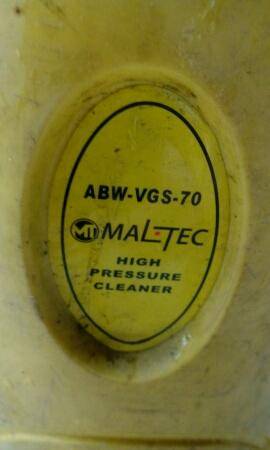 ABW-VGS-70
MT MAL-TEC
HIGH
PRESSURE
CLEANER